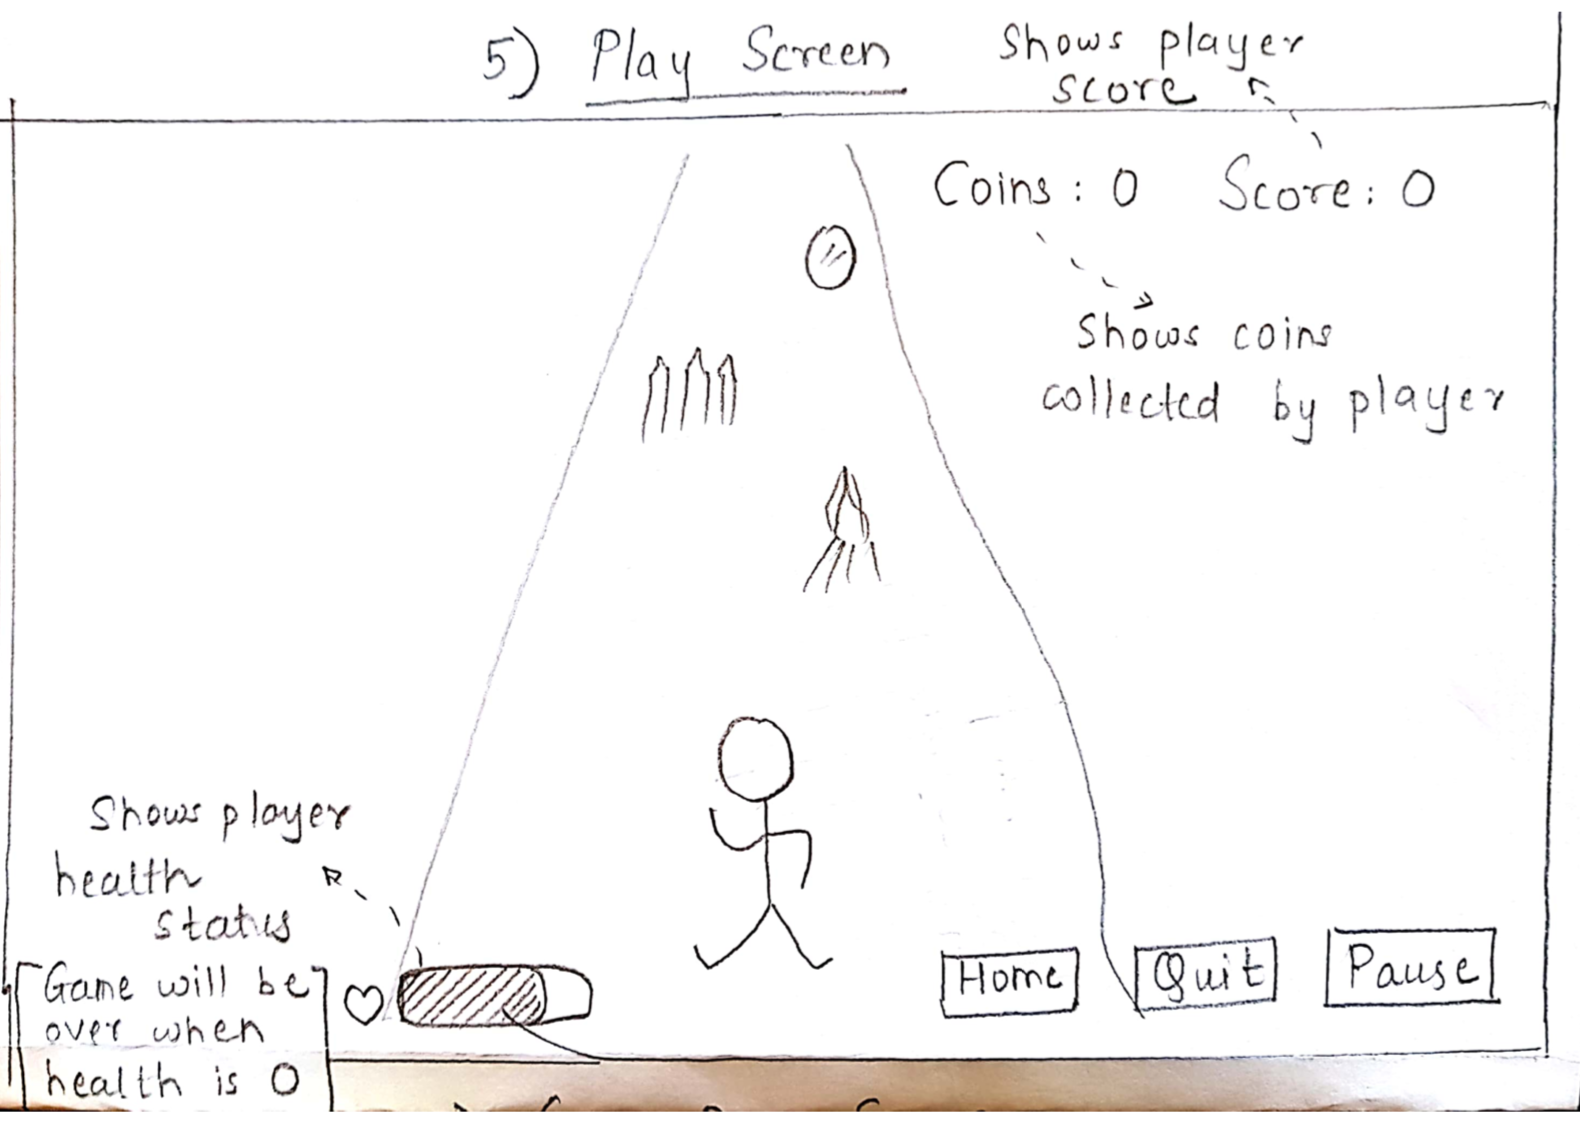 5) Play Screen
Shows player
score
Coins : 0 Score : 0
Shows coins
collected by player
Shows player
health
status
Game will be
over when
health is 0
Home
Quit
Pause